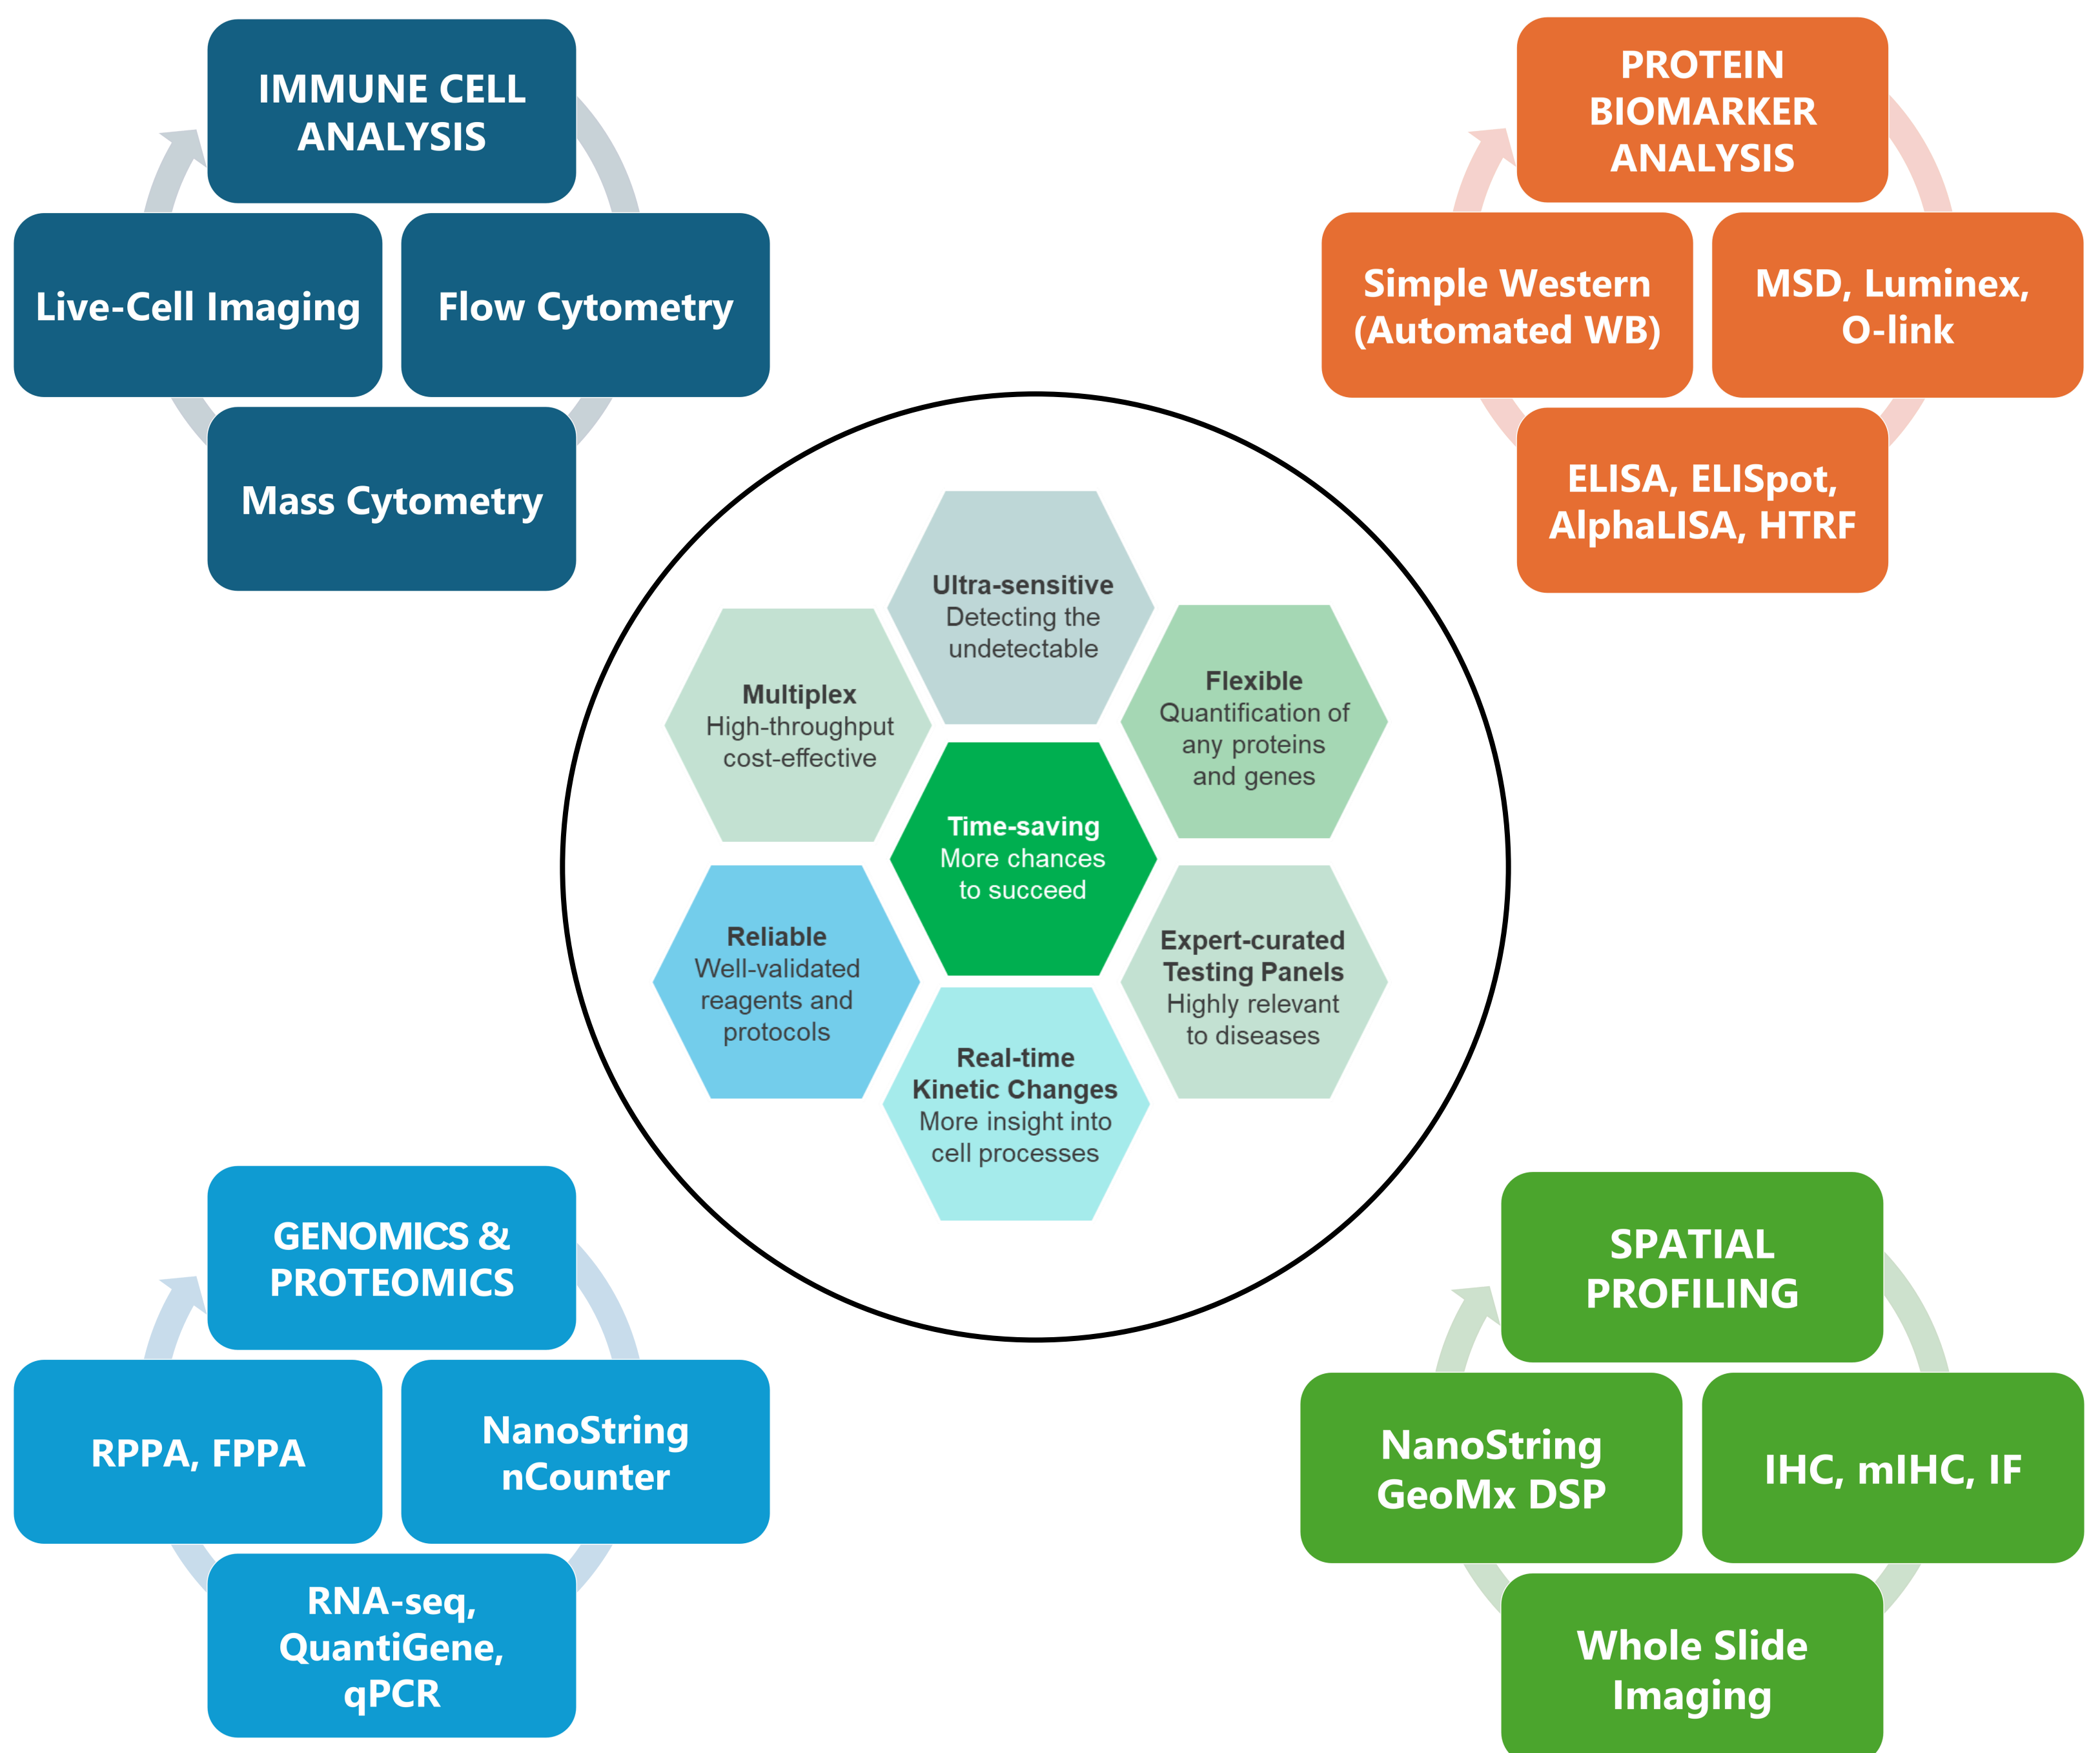 IMMUNE CELL
ANALYSIS
Live-Cell Imaging
Flow Cytometry
Mass Cytometry
PROTEIN
BIOMARKER
ANALYSIS
Simple Western
(Automated WB)
MSD, Luminex,
O-link
ELISA, ELISpot,
AlphaLISA, HTRF
Ultra-sensitive
Detecting the
undetectable
Multiplex
High-throughput
cost-effective
Flexible
Quantification of
any proteins
and genes
Time-saving
More chances
to succeed
Reliable
Well-validated
reagents and
protocols
Expert-curated
Testing Panels
Highly relevant
to diseases
Real-time
Kinetic Changes
More insight into
cell processes
GENOMICS &
PROTEOMICS
RPPA, FPPA
NanoString
nCounter
RNA-seq,
QuantiGene,
qPCR
SPATIAL
PROFILING
NanoString
GeoMx DSP
IHC, mIHC, IF
Whole Slide
Imaging